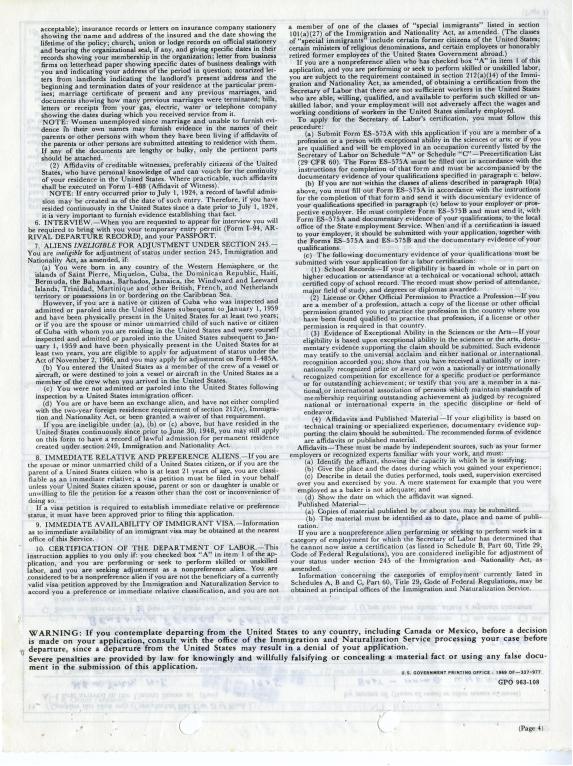 acceptable); insurance records or letters on insurance company stationery
showing the name and address of the insured and the date showing the
lifetime of the policy; church, union or lodge records on official stationery
and bearing the organizational seal, if any, and giving specific dates in their
records showing your membership in the organization; letter from business
firms on letterhead paper showing specific dates of business dealings with
you and indicating your address of the period in question; notarized let-
ters from landlords indicating the landlord's present address and the
beginning and termination dates of your residence at the particular prem-
ises; marriage certificate of present and any previous marriages, and
documents showing how many previous marriages were terminated; bills,
letters or receipts from your gas, electric, water or telephone company
showing the dates during which you received service from it.
NOTE: Women unemployed since marriage and unable to furnish evi-
dence in their own names may furnish evidence in the names of their
parents or other persons with whom they have been living if affidavits of
the parents or other persons are submitted attesting to residence with them.
If any of the documents are lengthy or bulky, only the pertinent parts
should be attached.
(2) Affidavits of creditable witnesses, preferably citizens of the United
States, who have personal knowledge of and can vouch for the continuity
of your residence in the United States. Where practicable, such affidavits
shall be executed on Form I-488 (Affidavit of Witness).
NOTE: If entry occurred prior to July 1, 1924, a record of lawful admis-
sion may be created as of the date of such entry. Therefore, if you have
resided continuously in the United States since a date prior to July 1, 1924,
it is very important to furnish evidence establishing that fact.
6. INTERVIEW.—When you are requested to appear for interview you will
be required to bring with you your temporary entry permit (Form I-94, AR-
RIVAL DEPARTURE RECORD), and your PASSPORT.
7. ALIENS INELIGIBLE FOR ADJUSTMENT UNDER SECTION 245.—
You are ineligible for adjustment of status under section 245, Immigration and
Nationality Act, as amended, if:
(a) You were born in any country of the Western Hemisphere or the
islands of Saint Pierre, Miquelon, Cuba, the Dominican Republic, Haiti,
Bermuda, the Bahamas, Barbados, Jamaica, the Windward and Leeward
Islands, Trinidad, Martinique and other British, French, and Netherlands
territory or possessions in or bordering on the Caribbean Sea.
However, if you are a native or citizen of Cuba who was inspected and
admitted or paroled into the United States subsequent to January 1, 1959
and have been physically present in the United States for at least two years;
or if you are the spouse or minor unmarried child of such native or citizen
of Cuba with whom you are residing in the United States and were yourself
inspected and admitted or paroled into the United States subsequent to Jan-
uary 1, 1959 and have been physically present in the United States for at
least two years, you are eligible to apply for adjustment of status under the
Act of November 2, 1966, and you may apply for adjustment on Form I-485A.
(b) You entered the United States as a member of the crew of a vessel or
aircraft, or were destined to join a vessel or aircraft in the United States as a
member of the crew when you arrived in the United States.
(c) You were not admitted or paroled into the United States following
inspection by a United States immigration officer.
(d) You are or have been an exchange alien, and have not either complied
with the two-year foreign residence requirement of section 212(e), Immigra-
tion and Nationality Act, or been granted a waiver of that requirement.
If you are ineligible under (a), (b) or (c) above, but have resided in the
United States continuously since prior to June 30, 1948, you may still apply
on this form to have a record of lawful admission for permanent residence
created under section 249, Immigration and Nationality Act.
8. IMMEDIATE RELATIVE AND PREFERENCE ALIENS.—If you are
the spouse or minor unmarried child of a United States citizen, or if you are the
parent of a United States citizen who is at least 21 years of age, you are classi-
fiable as an immediate relative; a visa petition must be filed in your behalf
unless your United States citizen spouse, parent or son or daughter is unable or
unwilling to file the petition for a reason other than the cost or inconvenience of
doing so.
If a visa petition is required to establish immediate relative or preference
status, it must have been approved prior to filing this application.
9. IMMEDIATE AVAILABILITY OF IMMIGRANT VISA.—Information
as to immediate availability of an immigrant visa may be obtained at the nearest
office of this Service.
10. CERTIFICATION OF THE DEPARTMENT OF LABOR.—This
instruction applies to you only if: you checked box "A" in item 1 of the ap-
plication, and you are performing or seek to perform skilled or unskilled
labor, and you are seeking adjustment as a nonpreference alien. You are
considered to be a nonpreference alien if you are not the beneficiary of a currently
valid visa petition approved by the Immigration and Naturalization Service to
accord you a preference or immediate relative classification, and you are not
a member of one of the classes of "special immigrants" listed in section
101(a)(27) of the Immigration and Nationality Act, as amended. (The classes
of "special immigrants" include certain former citizens of the United States;
certain ministers of religious denominations, and certain employees or honorably
retired former employees of the United States Government abroad.)
If you are a nonpreference alien who has checked box "A" in item 1 of this
application, and you are performing or seek to perform skilled or unskilled labor,
you are subject to the requirement contained in section 212(a)(14) of the Immi-
gration and Nationality Act, as amended, of obtaining a certification from the
Secretary of Labor that there are not sufficient workers in the United States
who are able, willing, qualified, and available to perform such skilled or un-
skilled labor, and your employment will not adversely affect the wages and
working conditions of workers in the United States similarly employed.
To apply for the Secretary of Labor's certification, you must follow this
procedure:
(a) Submit Form ES-575A with this application if you are a member of a
profession or a person with exceptional ability in the sciences or arts; or if you
are qualified and will be employed in an occupation currently listed by the
Secretary of Labor on Schedule "A" or Schedule "C"—Precertification List
(29 CFR 60). The Form ES-575A must be filled out in accordance with the
instructions for completion of that form and must be accompanied by the
documentary evidence of your qualifications specified in paragraph c. below.
(b) If you are not within the classes of aliens described in paragraph 10(a)
above, you must fill out Form ES-575A in accordance with the instructions
for the completion of that form and send it with documentary evidence of
your qualifications specified in paragraph (c) below to your employer or pros-
pective employer. He must complete Form ES-575B and must send it, with
Form ES-575A and documentary evidence of your qualifications, to the local
office of the State employment Service. When and if a certification is issued
to your employer, it should be submitted with your application, together with
the Forms ES-575A and ES-575B and the documentary evidence of your
qualifications.
(c) The following documentary evidence of your qualifications must be
submitted with your application for a labor certification:
(1) School Records—If your eligibility is based in whole or in part on
higher education or attendance at a technical or vocational school, attach
certified copy of school record. The record must show period of attendance,
major field of study, and degrees or diplomas awarded.
(2) License or Other Official Permission to Practice a Profession—If you
are a member of a profession, attach a copy of the license or other official
permission granted you to practice the profession in the country where you
have been found qualified to practice that profession, if a license or other
permission is required in that country.
(3) Evidence of Exceptional Ability in the Sciences or the Arts—If your
eligibility is based upon exceptional ability in the sciences or the arts, docu-
mentary evidence supporting the claim should be submitted. Such evidence
may testify to the universal acclaim and either national or international
recognition accorded you; show that you have received a nationally or inter-
nationally recognized prize or award or won a nationally or internationally
recognized competition for excellence for a specific product or performance
or for outstanding achievement; or testify that you are a member in a na-
tional or international association of persons which maintain standards of
membership requiring outstanding achievement as judged by recognized
national or international experts in the specific discipline or field of
endeavor.
(4) Affidavits and Published Material—If your eligibility is based on
technical training or specialized experience, documentary evidence sup-
porting the claim should be submitted. The recommended forms of evidence
are affidavits or published material.
Affidavits—These must be made by independent sources, such as your former
employers or recognized experts familiar with your work, and must:
(a) Identify the affiant, showing the capacity in which he is testifying;
(b) Give the place and the dates during which you gained your experience;
(c) Describe in detail the duties performed, tools used, supervision exercised
over you and exercised by you. A mere statement for example that you were
employed as a baker is not adequate; and
(d) Show the date on which the affidavit was signed.
Published Material—
(a) Copies of material published by or about you may be submitted.
(b) The material must be identified as to date, place and name of publi-
cation.
If you are a nonpreference alien performing or seeking to perform work in a
category of employment for which the Secretary of Labor has determined that
he cannot now issue a certification (as listed in Schedule B, Part 60, Title 29,
Code of Federal Regulations), you are considered ineligible for adjustment of
your status under section 245 of the Immigration and Nationality Act, as
amended.
Information concerning the categories of employment currently listed in
Schedules A, B and C, Part 60, Title 29, Code of Federal Regulations, may be
obtained at principal offices of Immigration and Naturalization Service.
WARNING: If you contemplate departing from the United States to any country, including Canada or Mexico, before a decision
is made on your application, consult with the office of the Immigration and Naturalization Service processing your case before
departure, since a departure from the United States may result in a denial of your application.
Severe penalties are provided by law for knowingly and willfully falsifying or concealing a material fact or using any false docu-
ment in the submission of this application.
U.S. GOVERNMENT PRINTING OFFICE : 1969 OF—337-977
GPO 963-108
(Page 4)